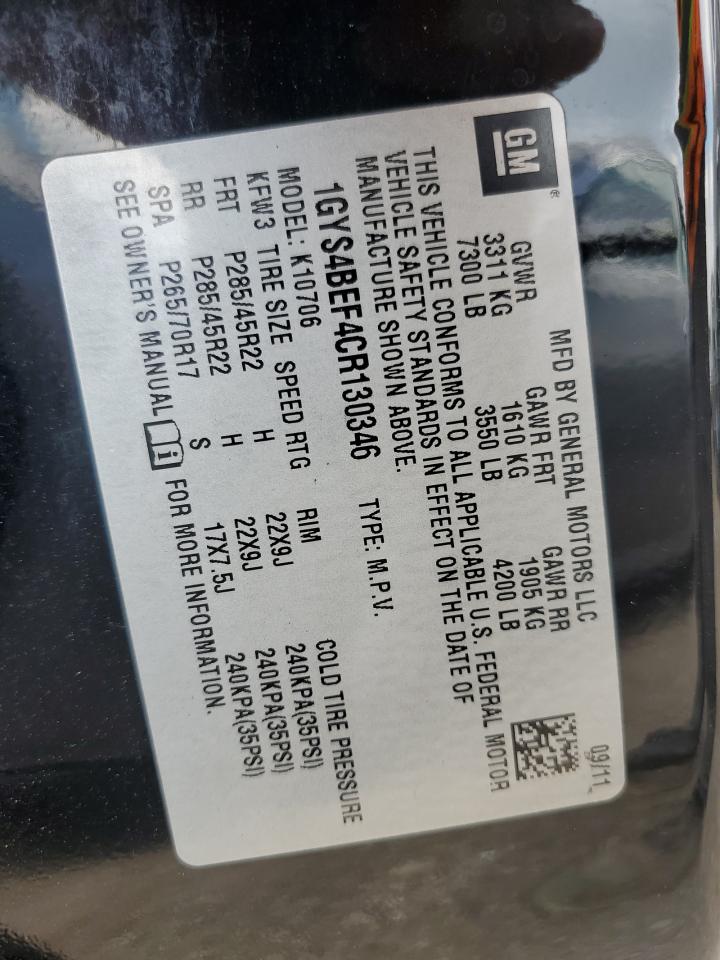 GM
®
MFD BY GENERAL MOTORS LLC 09/11
GVWR GAWR FRT GAWR RR
3311 KG 1610 KG 1905 KG
7300 LB 3550 LB 4200 LB
THIS VEHICLE CONFORMS TO ALL APPLICABLE U.S. FEDERAL MOTOR
VEHICLE SAFETY STANDARDS IN EFFECT ON THE DATE OF
MANUFACTURE SHOWN ABOVE.
1GYS4BEF4CR130346 TYPE: M.P.V.
MODEL: K10706
KFW3 TIRE SIZE SPEED RTG RIM COLD TIRE PRESSURE
FRT P285/45R22 H 22X9J 240KPA(35PSI)
RR P285/45R22 H 22X9J 240KPA(35PSI)
SPA P265/70R17 S 17X7.5J 240KPA(35PSI)
SEE OWNER'S MANUAL i FOR MORE INFORMATION.